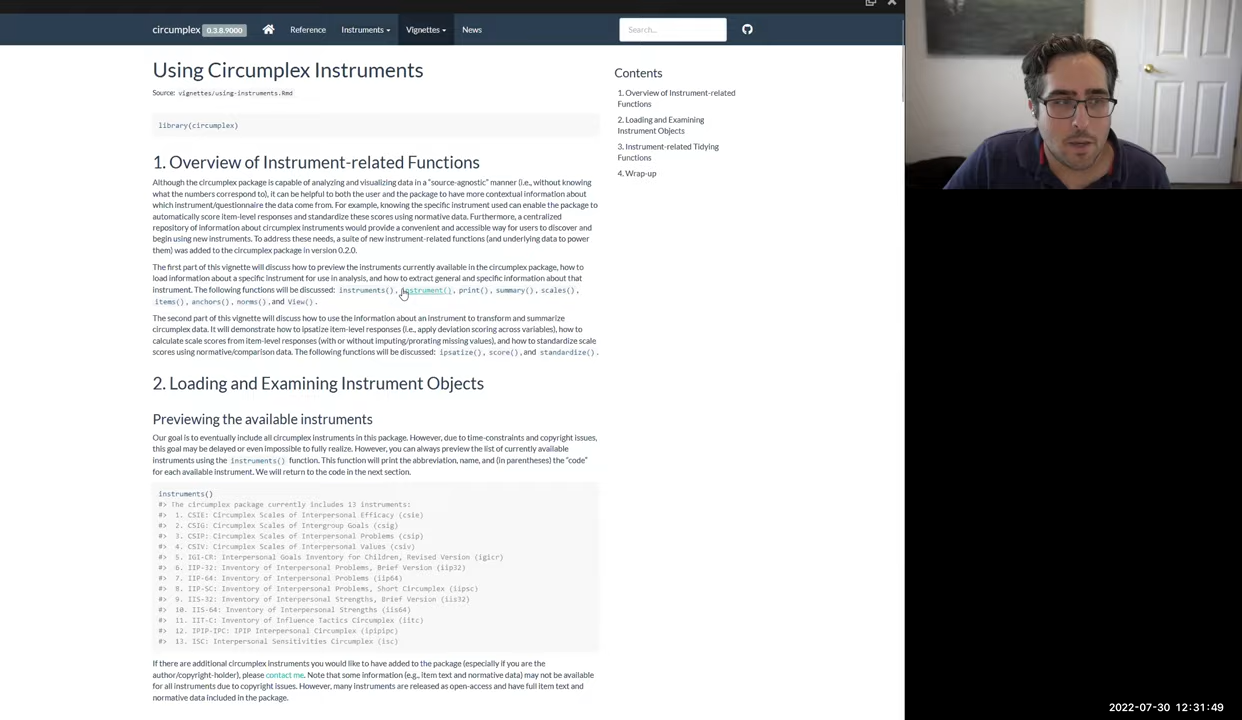 circumplex 0.3.8.9000 Reference Instruments Vignettes News Search...
Using Circumplex Instruments
Source: vignettes/using-instruments.Rmd
library(circumplex)
1. Overview of Instrument-related Functions
Although the circumplex package is capable of analyzing and visualizing data in a "source-agnostic" manner (i.e., without knowing
what the numbers correspond to), it can be helpful to both the user and the package to have more contextual information about
which instrument/questionnaire the data come from. For example, knowing the specific instrument used can enable the package to
automatically score item-level responses and standardize these scores using normative data. Furthermore, a centralized
repository of information about circumplex instruments would provide a convenient and accessible way for users to discover and
begin using new instruments. To address these needs, a suite of new instrument-related functions (and underlying data to power
them) was added to the circumplex package in version 0.2.0.
The first part of this vignette will discuss how to preview the instruments currently available in the circumplex package, how to
load information about a specific instrument for use in analysis, and how to extract general and specific information about that
instrument. The following functions will be discussed: instruments(), instrument(), print(), summary(), scales(),
items(), anchors(), norms(), and View().
The second part of this vignette will discuss how to use the information about an instrument to transform and summarize
circumplex data. It will demonstrate how to ipsatize item-level responses (i.e., apply deviation scoring across variables), how to
calculate scale scores from item-level responses (with or without imputing/prorating missing values), and how to standardize scale
scores using normative/comparison data. The following functions will be discussed: ipsatize(), score(), and standardize().
2. Loading and Examining Instrument Objects
Previewing the available instruments
Our goal is to eventually include all circumplex instruments in this package. However, due to time-constraints and copyright issues,
this goal may be delayed or even impossible to fully realize. However, you can always preview the list of currently available
instruments using the instruments() function. This function will print the abbreviation, name, and (in parentheses) the "code"
for each available instrument. We will return to the code in the next section.
instruments()
#> The circumplex package currently includes 13 instruments:
#> 1. CSIE: Circumplex Scales of Interpersonal Efficacy (csie)
#> 2. CSIG: Circumplex Scales of Intergroup Goals (csig)
#> 3. CSIP: Circumplex Scales of Interpersonal Problems (csip)
#> 4. CSIV: Circumplex Scales of Interpersonal Values (csiv)
#> 5. IGI-CR: Interpersonal Goals Inventory for Children, Revised Version (igicr)
#> 6. IIP-32: Inventory of Interpersonal Problems, Brief Version (iip32)
#> 7. IIP-64: Inventory of Interpersonal Problems (iip64)
#> 8. IIP-SC: Inventory of Interpersonal Problems, Short Circumplex (iipsc)
#> 9. IIS-32: Inventory of Interpersonal Strengths, Brief Version (iis32)
#> 10. IIS-64: Inventory of Interpersonal Strengths (iis64)
#> 11. IIT-C: Inventory of Influence Tactics Circumplex (iitc)
#> 12. IPIP-IPC: IPIP Interpersonal Circumplex (ipipipc)
#> 13. ISC: Interpersonal Sensitivities Circumplex (isc)
If there are additional circumplex instruments you would like to have added to the package (especially if you are the
author/copyright-holder), please contact me. Note that some information (e.g., item text and normative data) may not be available
for all instruments due to copyright issues. However, many instruments are released as open-access and have full item text and
normative data included in the package.
Contents
1. Overview of Instrument-related
Functions
2. Loading and Examining
Instrument Objects
3. Instrument-related Tidying
Functions
4. Wrap-up
2022-07-30 12:31:49